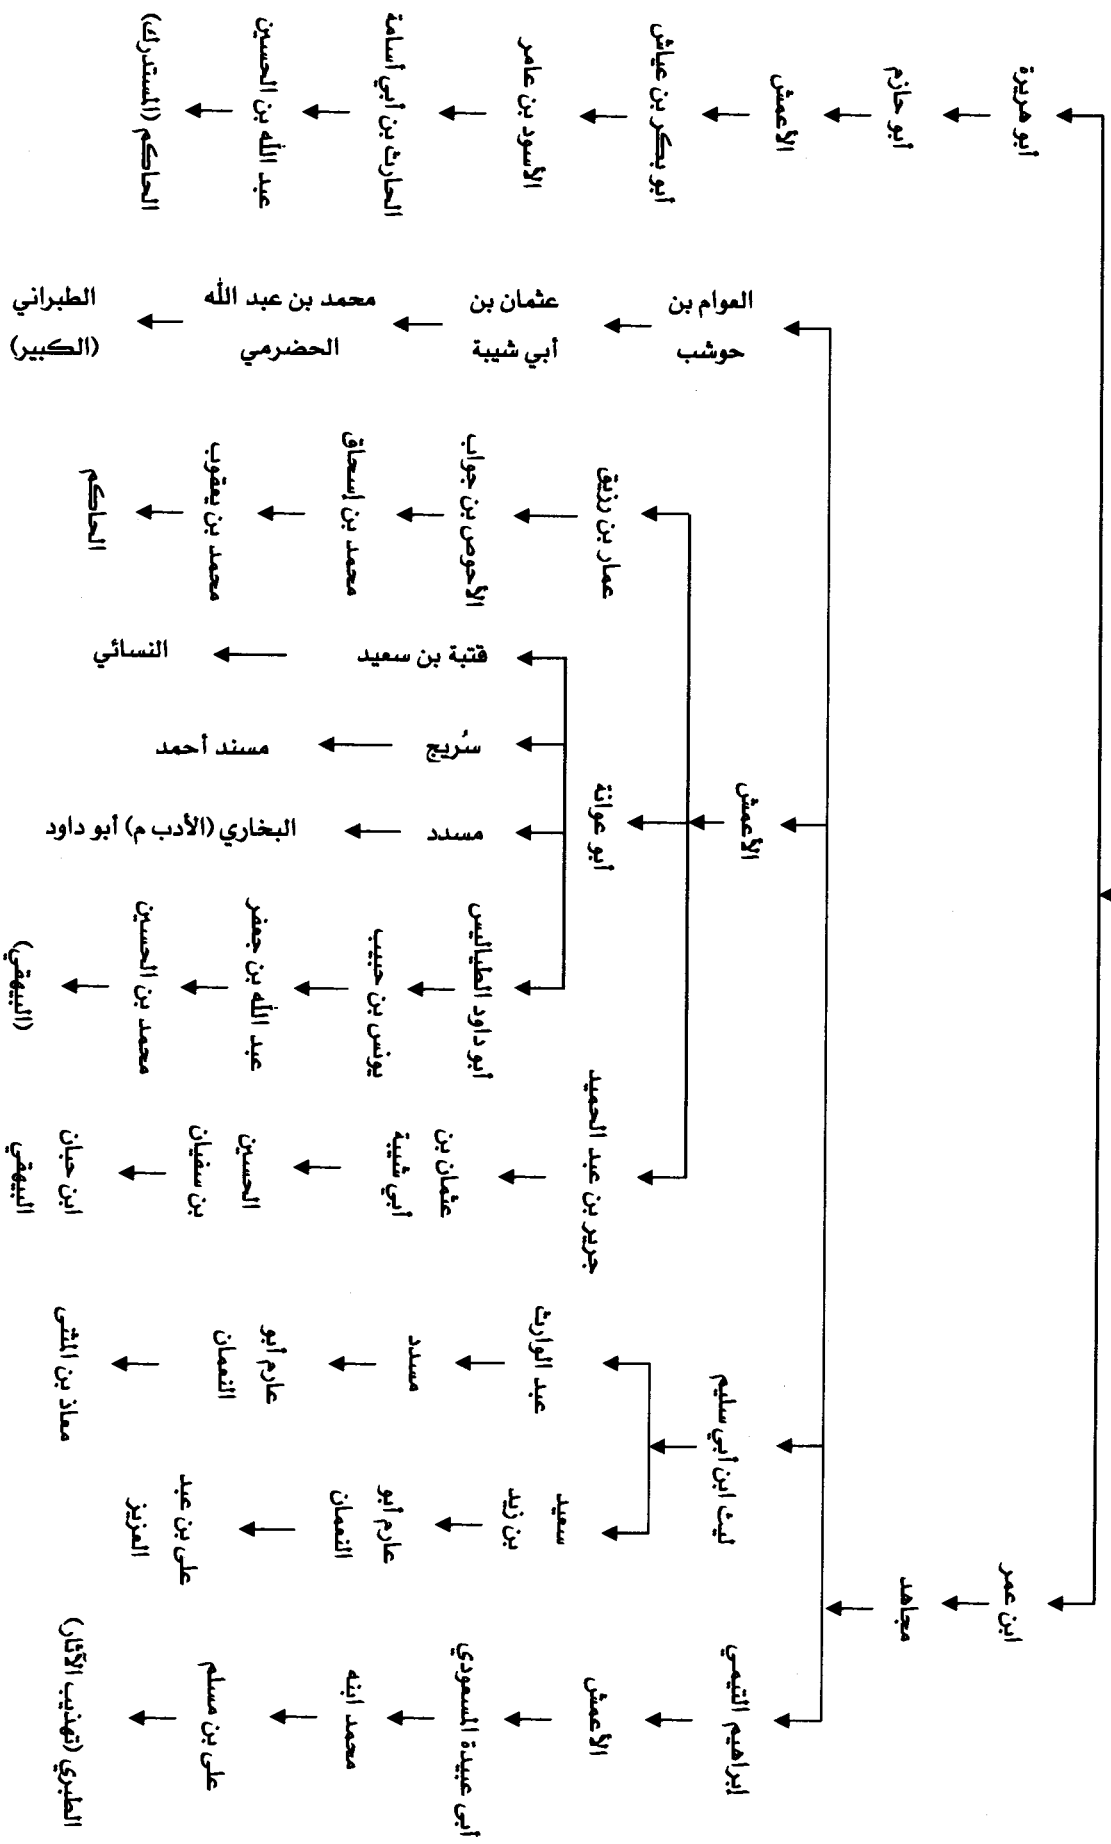 أبو هريرة
أبو حازم
الأعمش
أبو بكر بن عياش
الأسود بن عامر
الحارث بن أبي أسامة
عبد الله بن الحسين
الحاكم (المستدرك)
العوام بن
حوشب
عثمان بن
أبي شيبة
محمد بن عبد الله
الحضرمي
الطبراني
(الكبير)
عمار بن رزيق
الأحوص بن جواب
محمد بن إسحاق
محمد بن يعقوب
الحاكم
قتبة بن سعيد
النسائي
سُريج
مسند أحمد
الأعمش
أبو عوانة
مسدد
البخاري (الأدب م) أبو داود
أبو داود الطياليس
يونس بن حبيب
عبد الله بن جعفر
محمد بن الحسين
(البيهقي)
جرير بن عبد الحميد
عثمان بن
أبي شيبة
الحسين
بن سفيان
ابن حبان
البيهقي
ليث ابن أبي سليم
عبد الوارث
مسدد
عارم أبو
النعمان
معاذ بن المثنى
سعيد
بن زيد
عارم أبو
النعمان
على بن عبد
العزيز
ابن عمر
مجاهد
إبراهيم التيمي
الأعمش
أبى عبيدة المسعودي
محمد ابنه
على بن مسلم
الطبري (تهذيب الآثار)